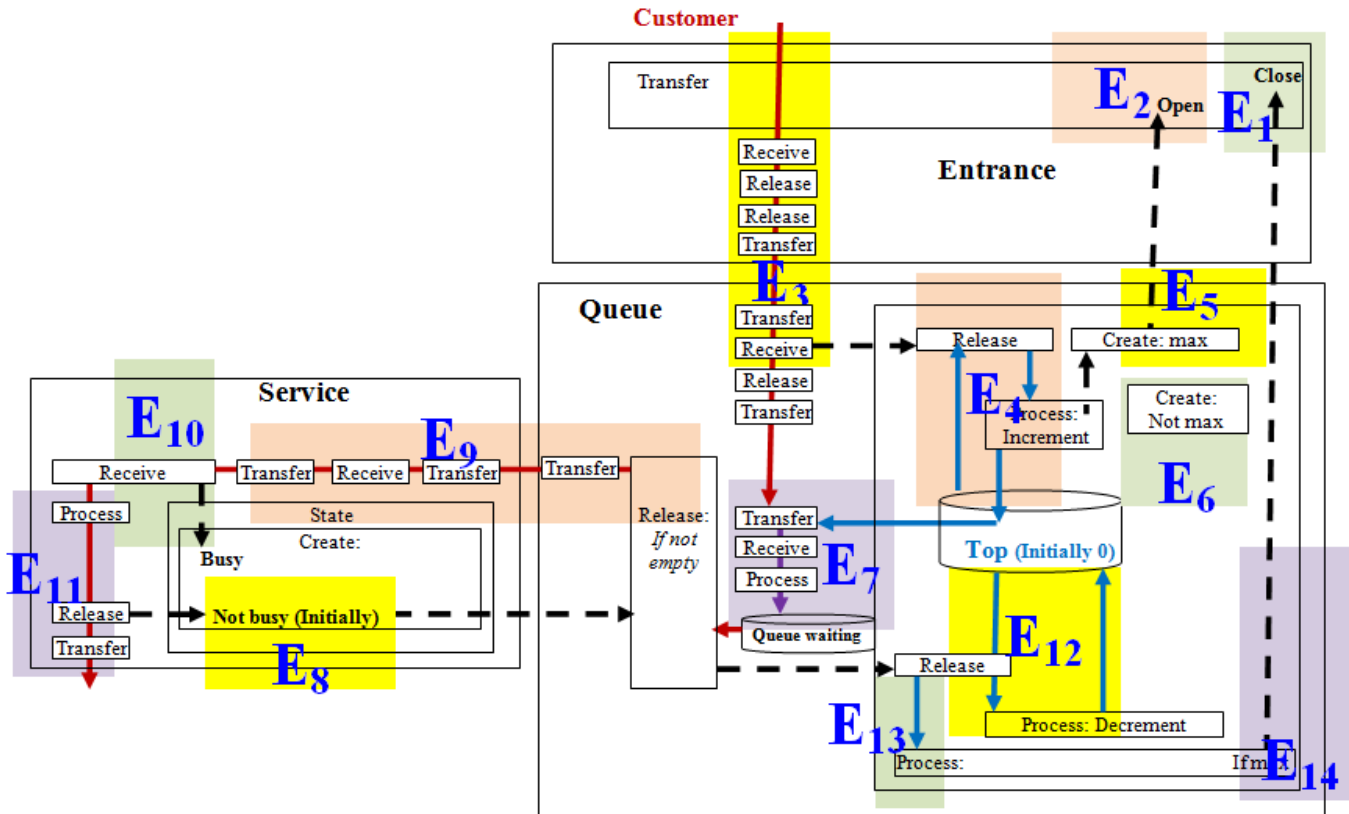 Customer
Transfer
Close
E2
Open
E1
Receive
Release
Release
Transfer
Entrance
E3
Queue
Transfer
Receive
Release
Transfer
Release
E5
Create: max
E4
Process:
Increment
Create:
Not max
E6
Service
E10
E9
Receive
Transfer
Receive
Transfer
Transfer
Process
State
Create:
Busy
Release:
If not
empty
Transfer
Receive
Process
E7
Top (Initially 0)
E11
Release
Not busy (Initially)
Transfer
E8
Queue waiting
Release
E12
Process: Decrement
E13
Process:
If
E14